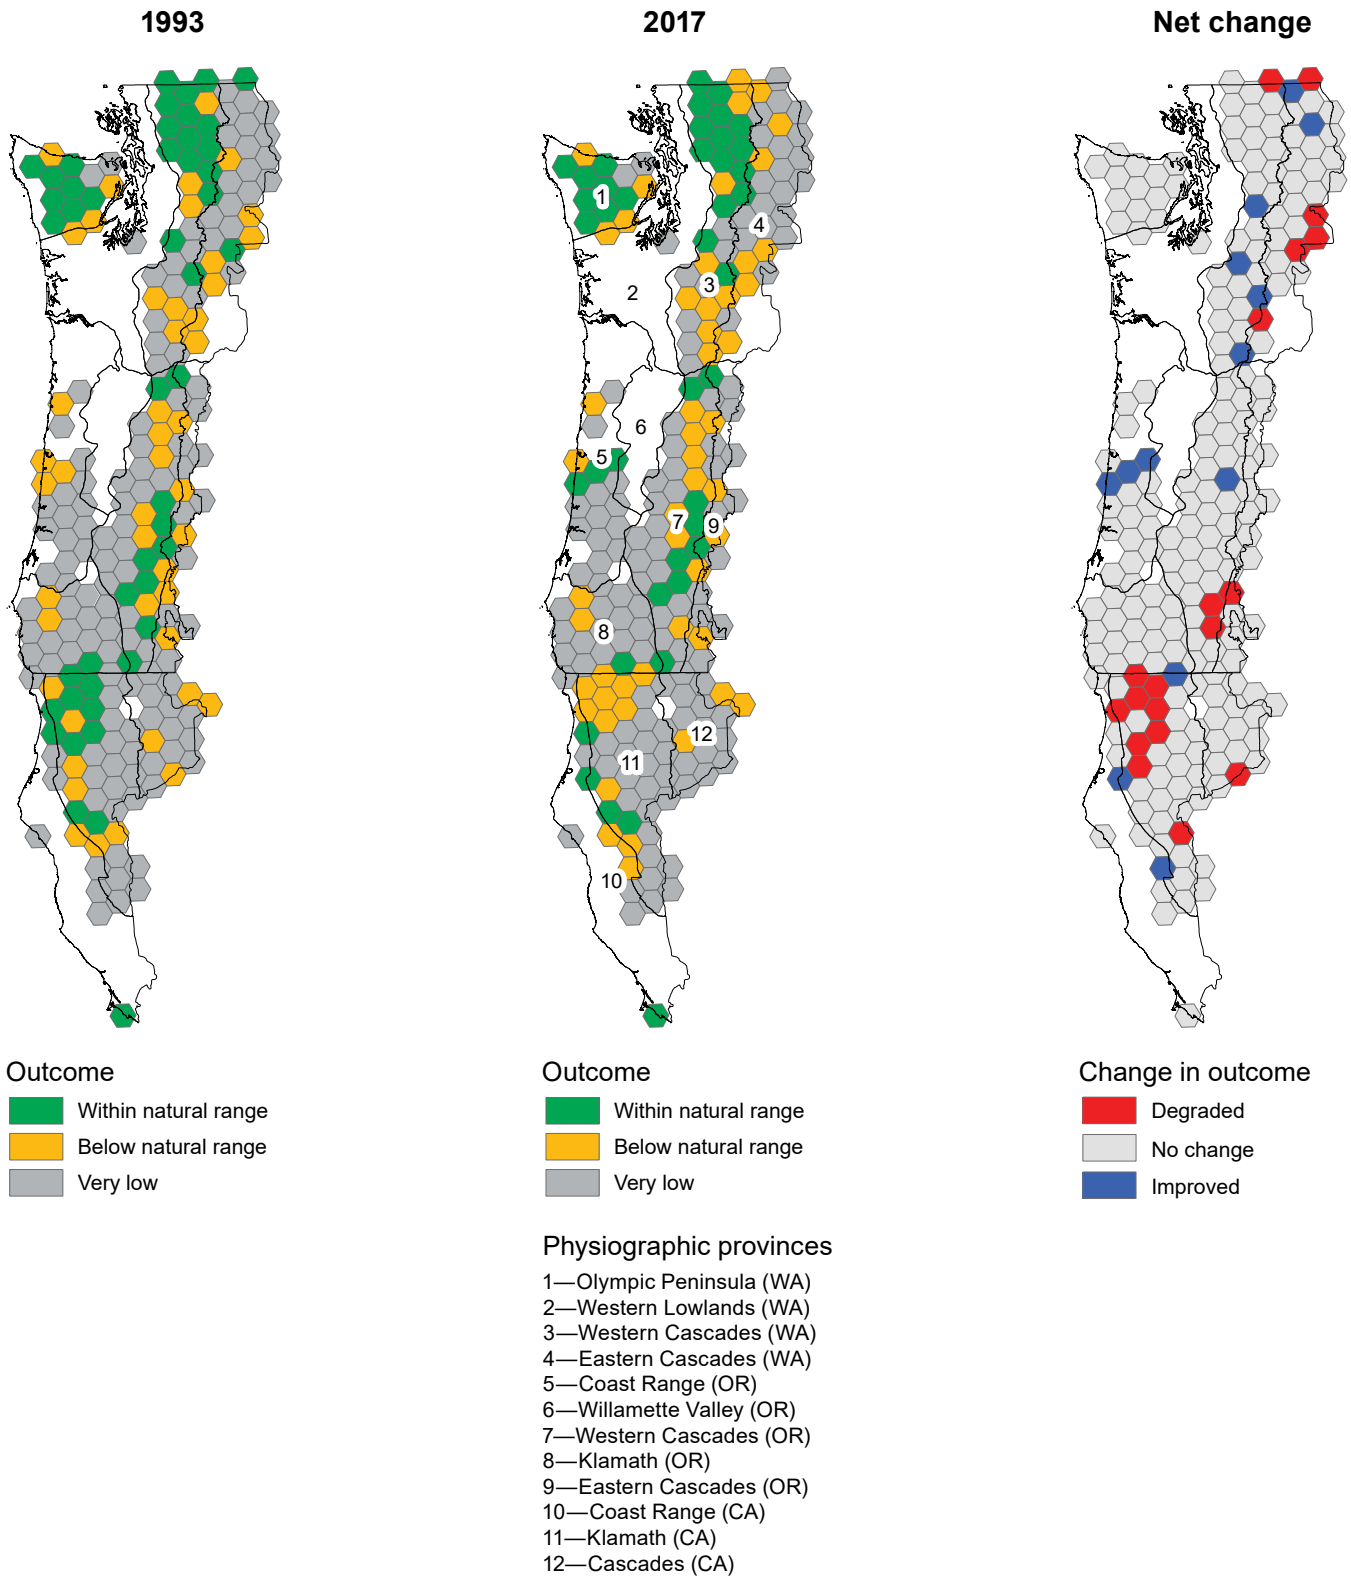 1993
2017
Net change
1
2
3
4
5
6
7
8
9
10
11
12
Outcome
Within natural range
Below natural range
Very low
Outcome
Within natural range
Below natural range
Very low
Change in outcome
Degraded
No change
Improved
Physiographic provinces
1—Olympic Peninsula (WA)
2—Western Lowlands (WA)
3—Western Cascades (WA)
4—Eastern Cascades (WA)
5—Coast Range (OR)
6—Willamette Valley (OR)
7—Western Cascades (OR)
8—Klamath (OR)
9—Eastern Cascades (OR)
10—Coast Range (CA)
11—Klamath (CA)
12—Cascades (CA)